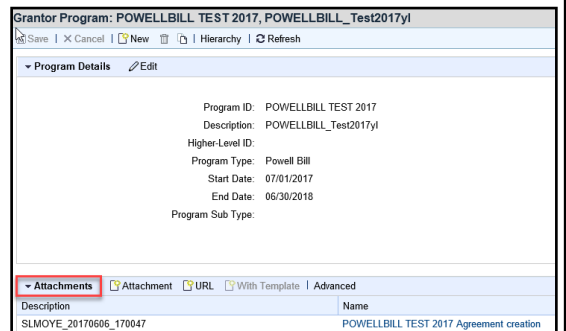 Grantor Program: POWELLBILL TEST 2017, POWELLBILL_Test2017yl
Save | Cancel | New | Hierarchy | Refresh
Program Details Edit
Program ID: POWELLBILL TEST 2017
Description: POWELLBILL_Test2017yl
Higher-Level ID:
Program Type: Powell Bill
Start Date: 07/01/2017
End Date: 06/30/2018
Program Sub Type:
Attachments Attachment URL With Template | Advanced
Description Name
SLMOYE_20170606_170047 POWELLBILL TEST 2017 Agreement creation